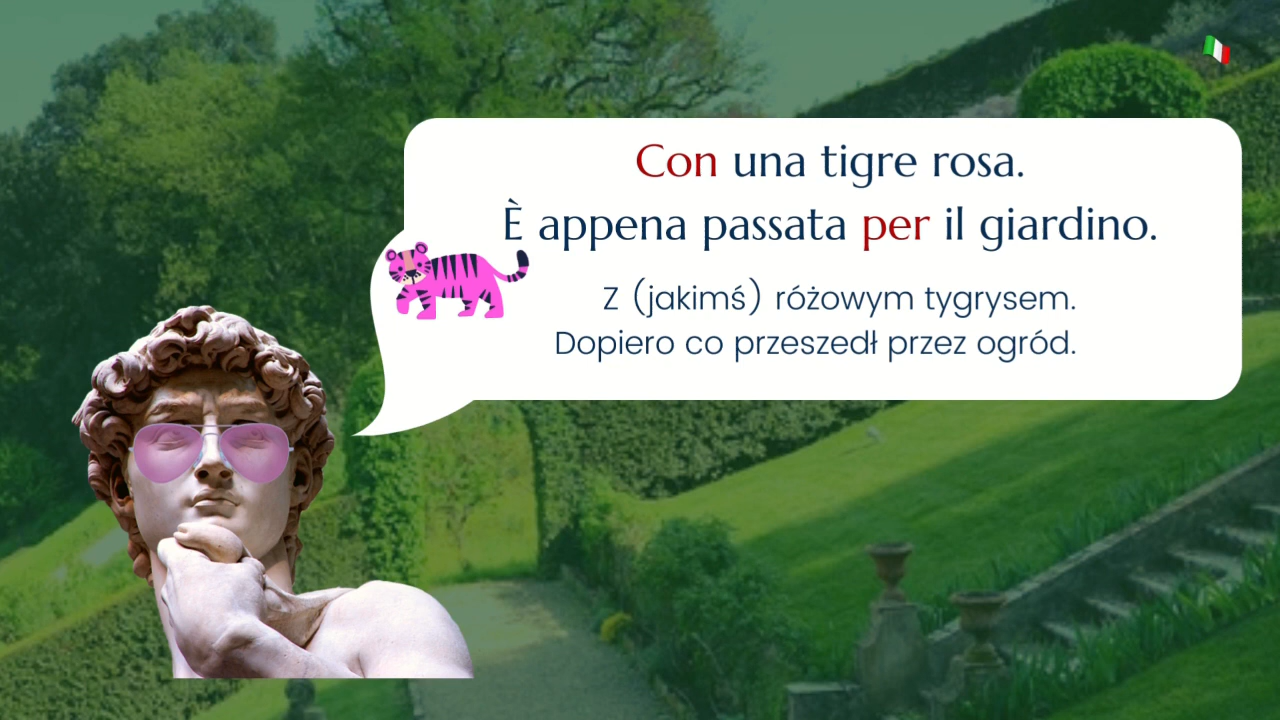 Con una tigre rosa.
È appena passata per il giardino.
Z (jakimś) różowym tygrysem.
Dopiero co przeszedł przez ogród.